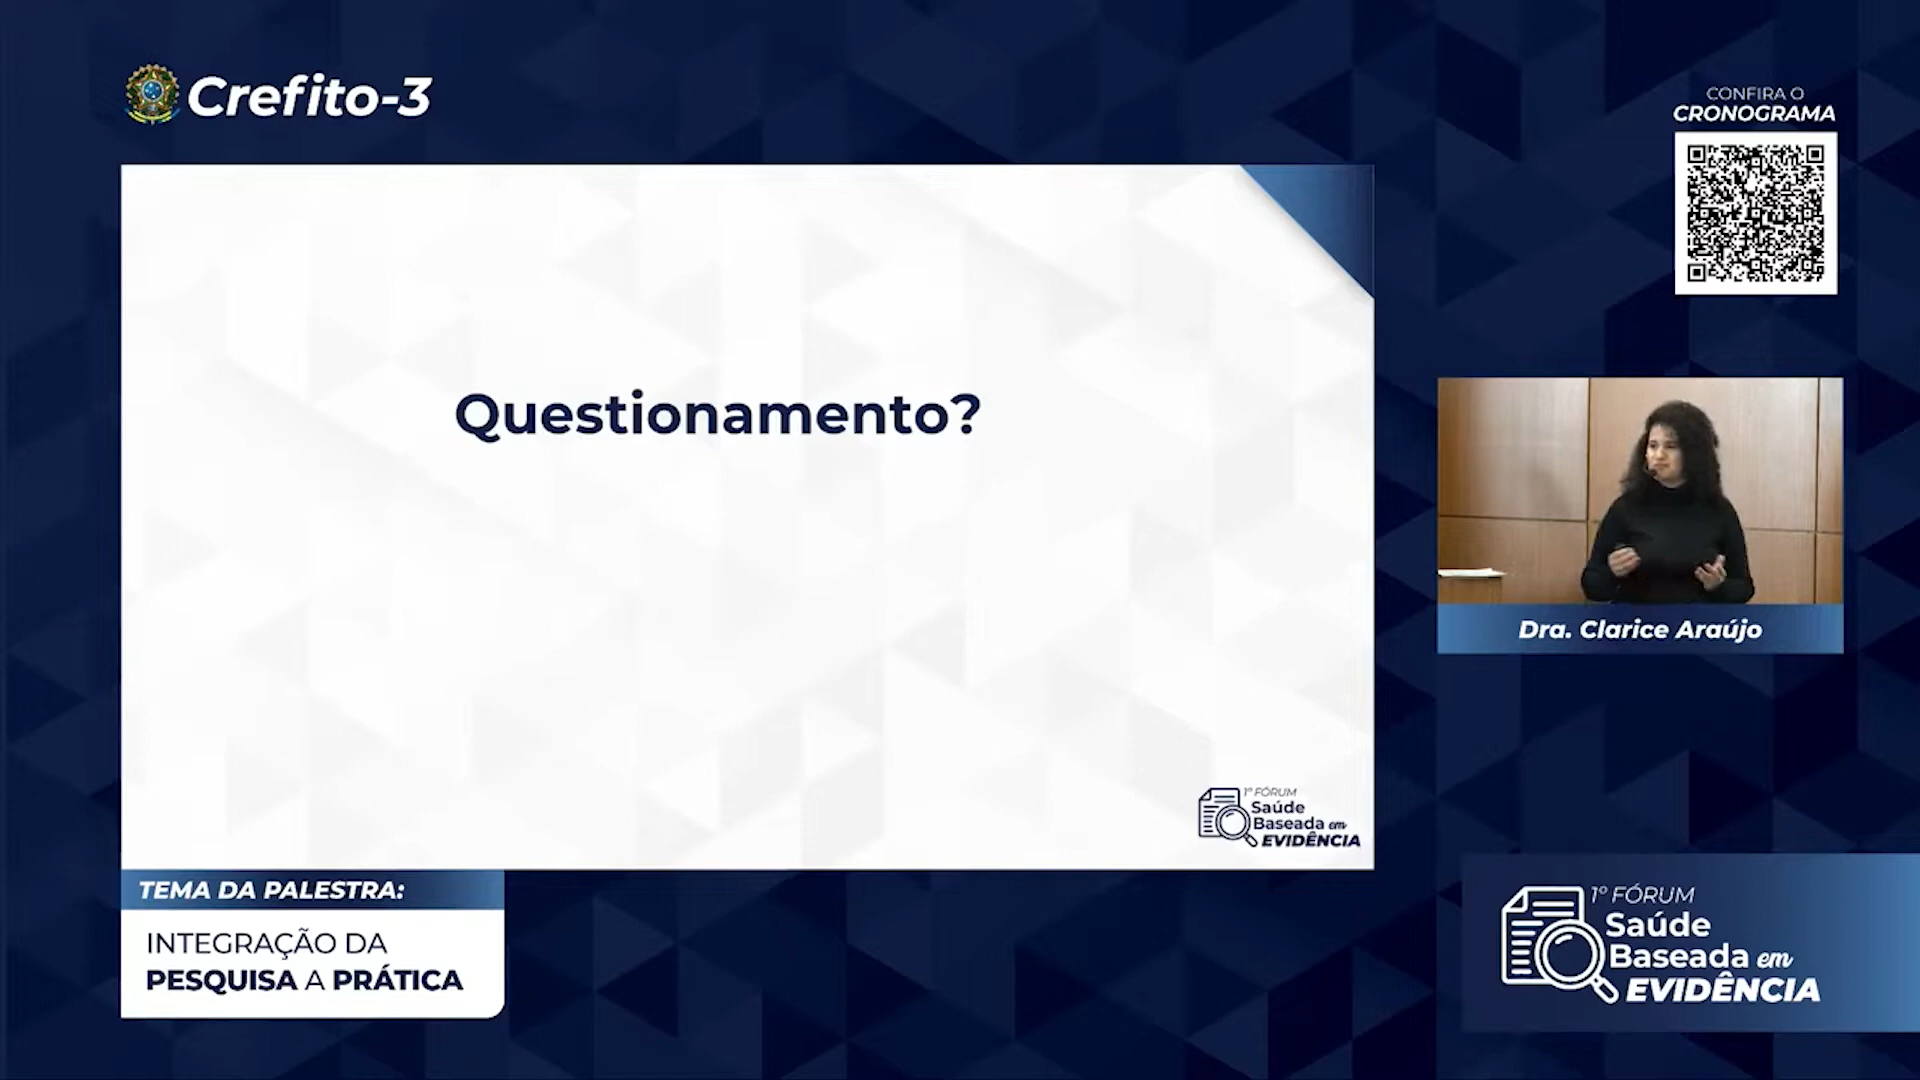 Crefito-3
CONFIRA O
CRONOGRAMA
Questionamento?
Dra. Clarice Araújo
1º FÓRUM
Saúde
Baseada em
EVIDÊNCIA
TEMA DA PALESTRA:
INTEGRAÇÃO DA
PESQUISA A PRÁTICA
1º FÓRUM
Saúde
Baseada em
EVIDÊNCIA